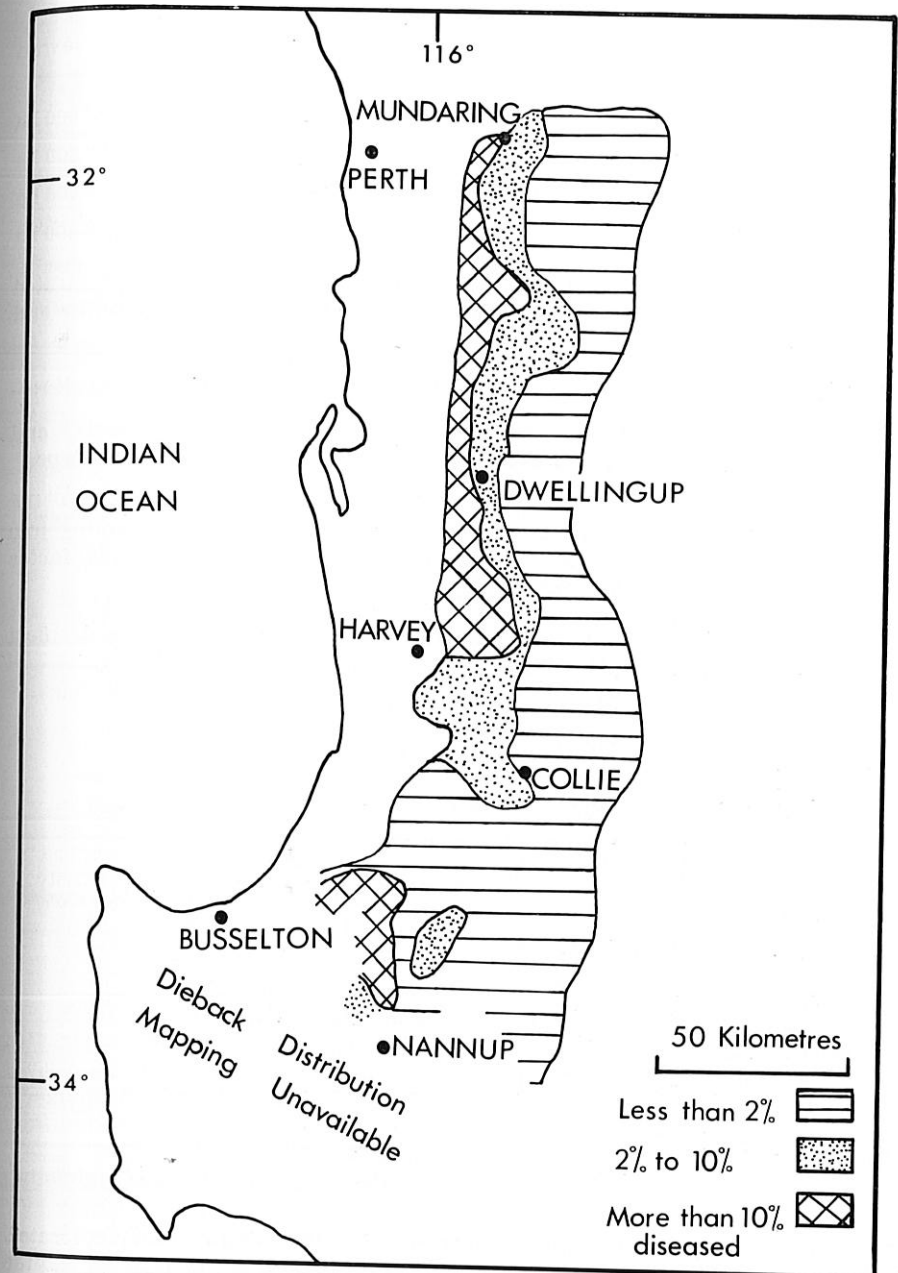 116°
MUNDARING
32°
PERTH
INDIAN
OCEAN
DWELLINGUP
HARVEY
COLLIE
BUSSELTON
Dieback Distribution
Mapping Unavailable
NANNUP
34°
50 Kilometres
Less than 2%
2% to 10%
More than 10%
diseased